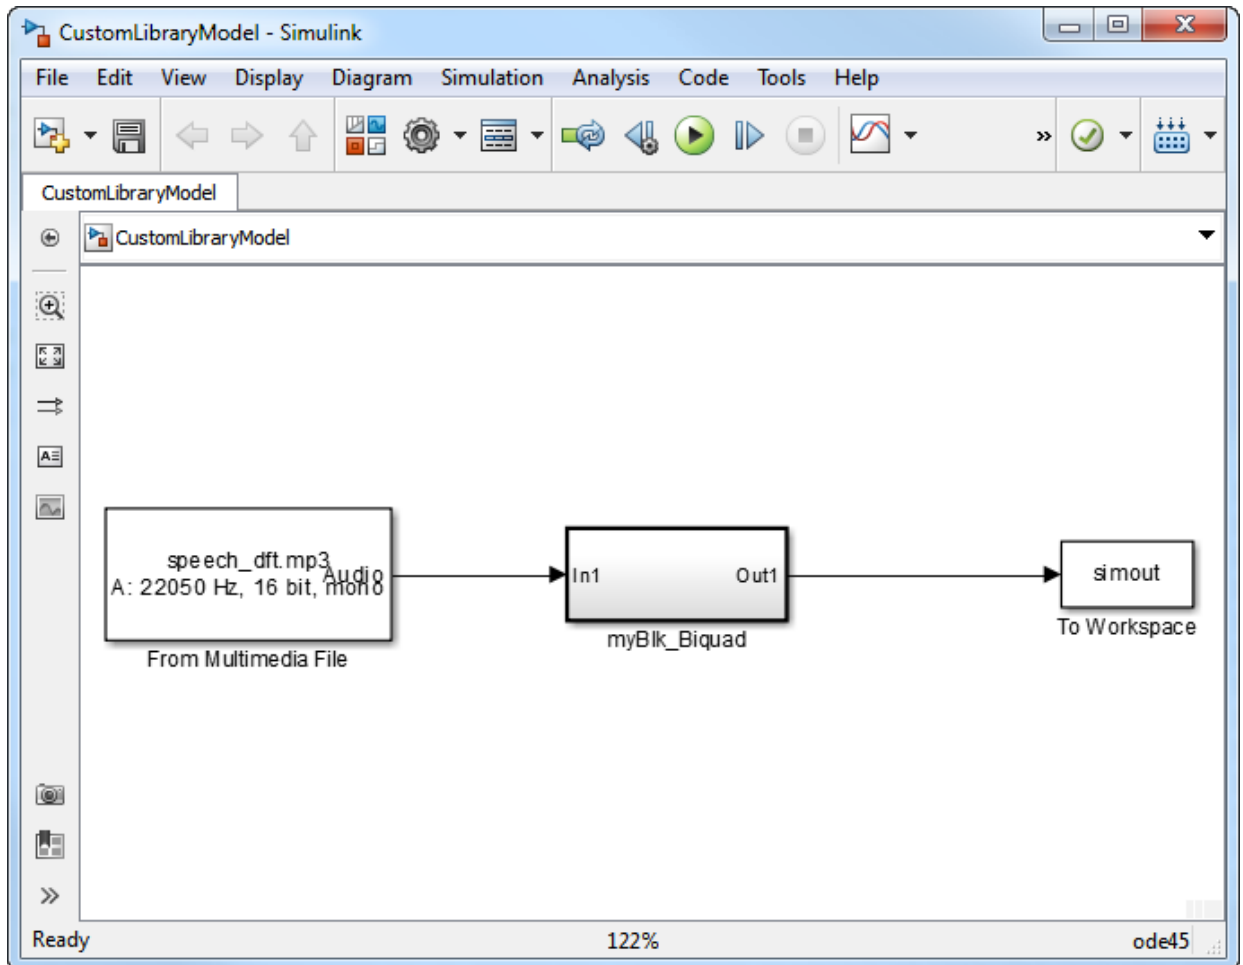 CustomLibraryModel - Simulink
File Edit View Display Diagram Simulation Analysis Code Tools Help
CustomLibraryModel
CustomLibraryModel
speech_dft.mp3
Audio
A: 22050 Hz, 16 bit, mono
From Multimedia File
In1 Out1
myBlk_Biquad
simout
To Workspace
Ready 122% ode45